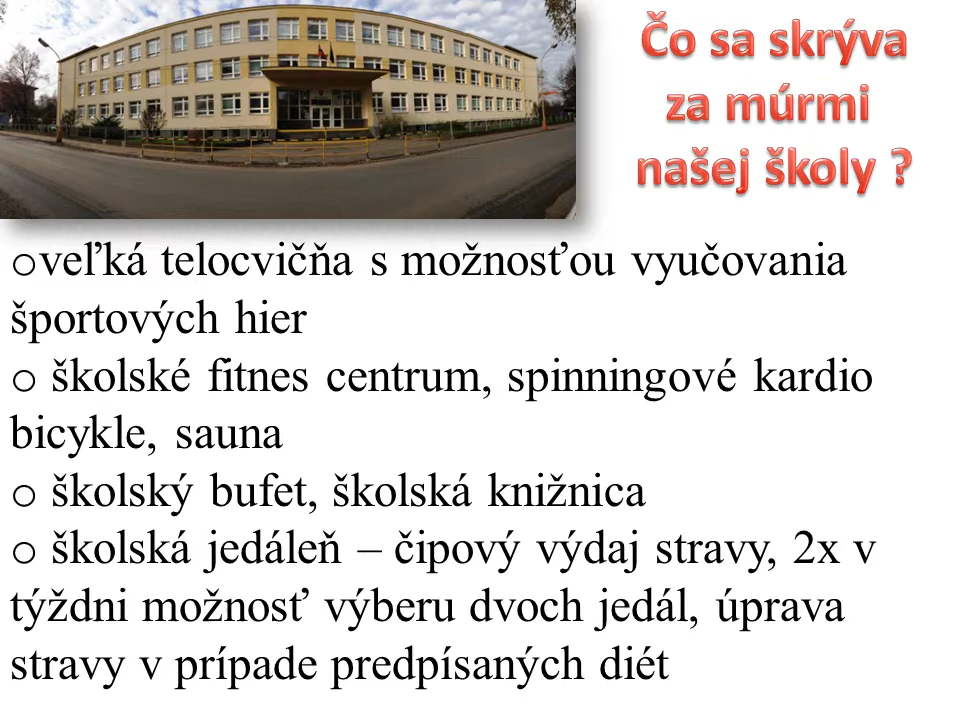 Čo sa skrýva
za múrmi
našej školy ?
oveľká telocvičňa s možnosťou vyučovania
športových hier
o školské fitnes centrum, spinningové kardio
bicykle, sauna
o školský bufet, školská knižnica
o školská jedáleň – čipový výdaj stravy, 2x v
týždni možnosť výberu dvoch jedál, úprava
stravy v prípade predpísaných diét